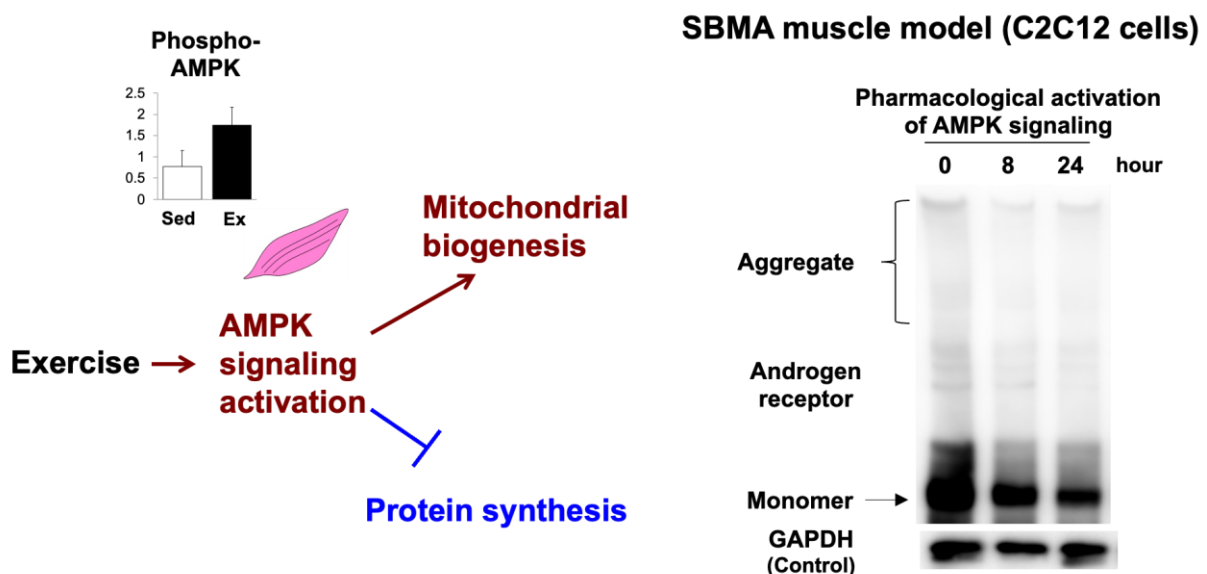 Phospho-
AMPK
2.5
2
1.5
1
0.5
0
Sed Ex
Exercise
AMPK
signaling
activation
Mitochondrial
biogenesis
Protein synthesis
SBMA muscle model (C2C12 cells)
Pharmacological activation
of AMPK signaling
0 8 24 hour
Aggregate
Androgen
receptor
Monomer
GAPDH
(Control)